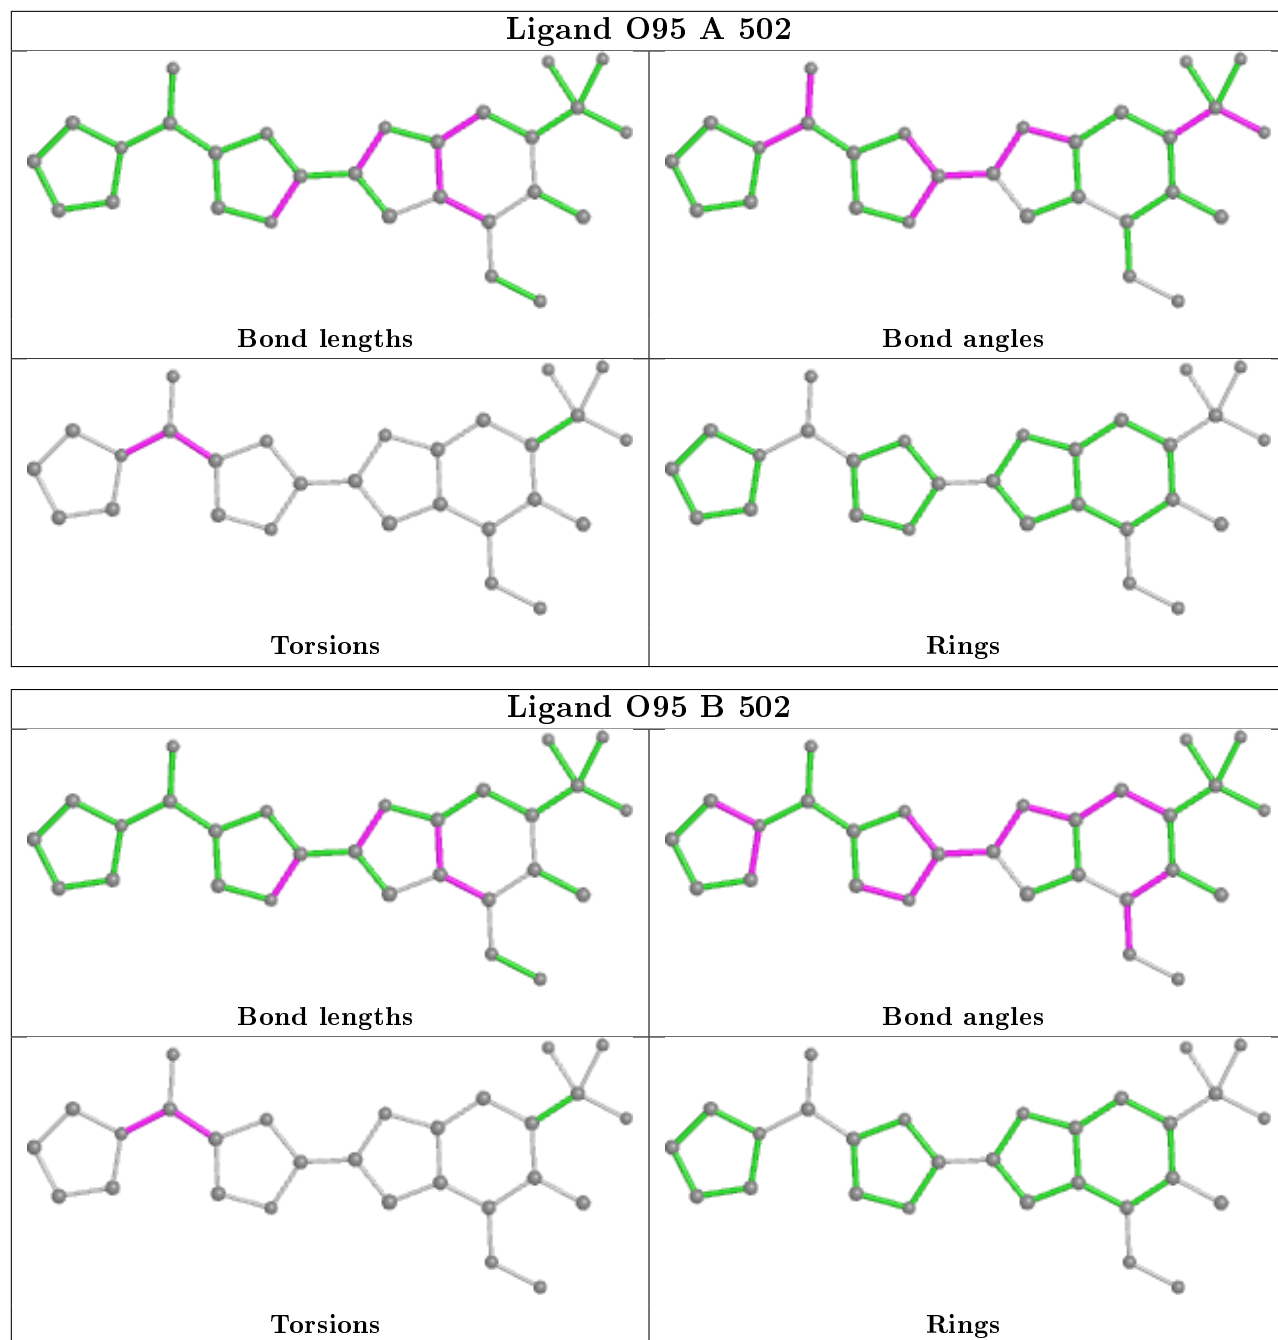 Ligand O95 A 502
Bond lengths
Bond angles
Torsions
Rings
Ligand O95 B 502
Bond lengths
Bond angles
Torsions
Rings